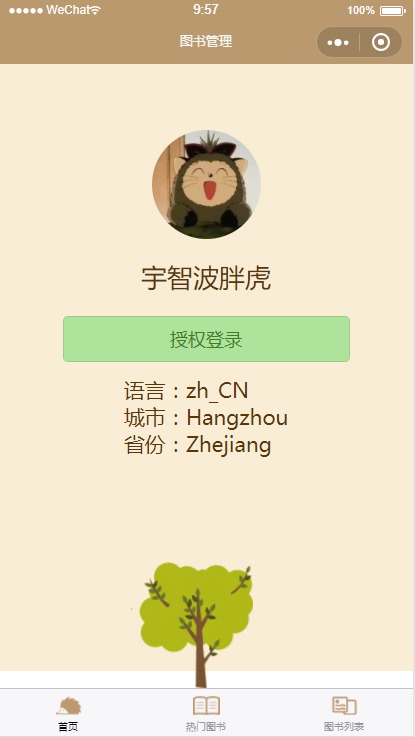 WeChat
9:57
100%
图书管理
宇智波胖虎
授权登录
语言：zh_CN
城市：Hangzhou
省份：Zhejiang
首页
热门图书
图书列表